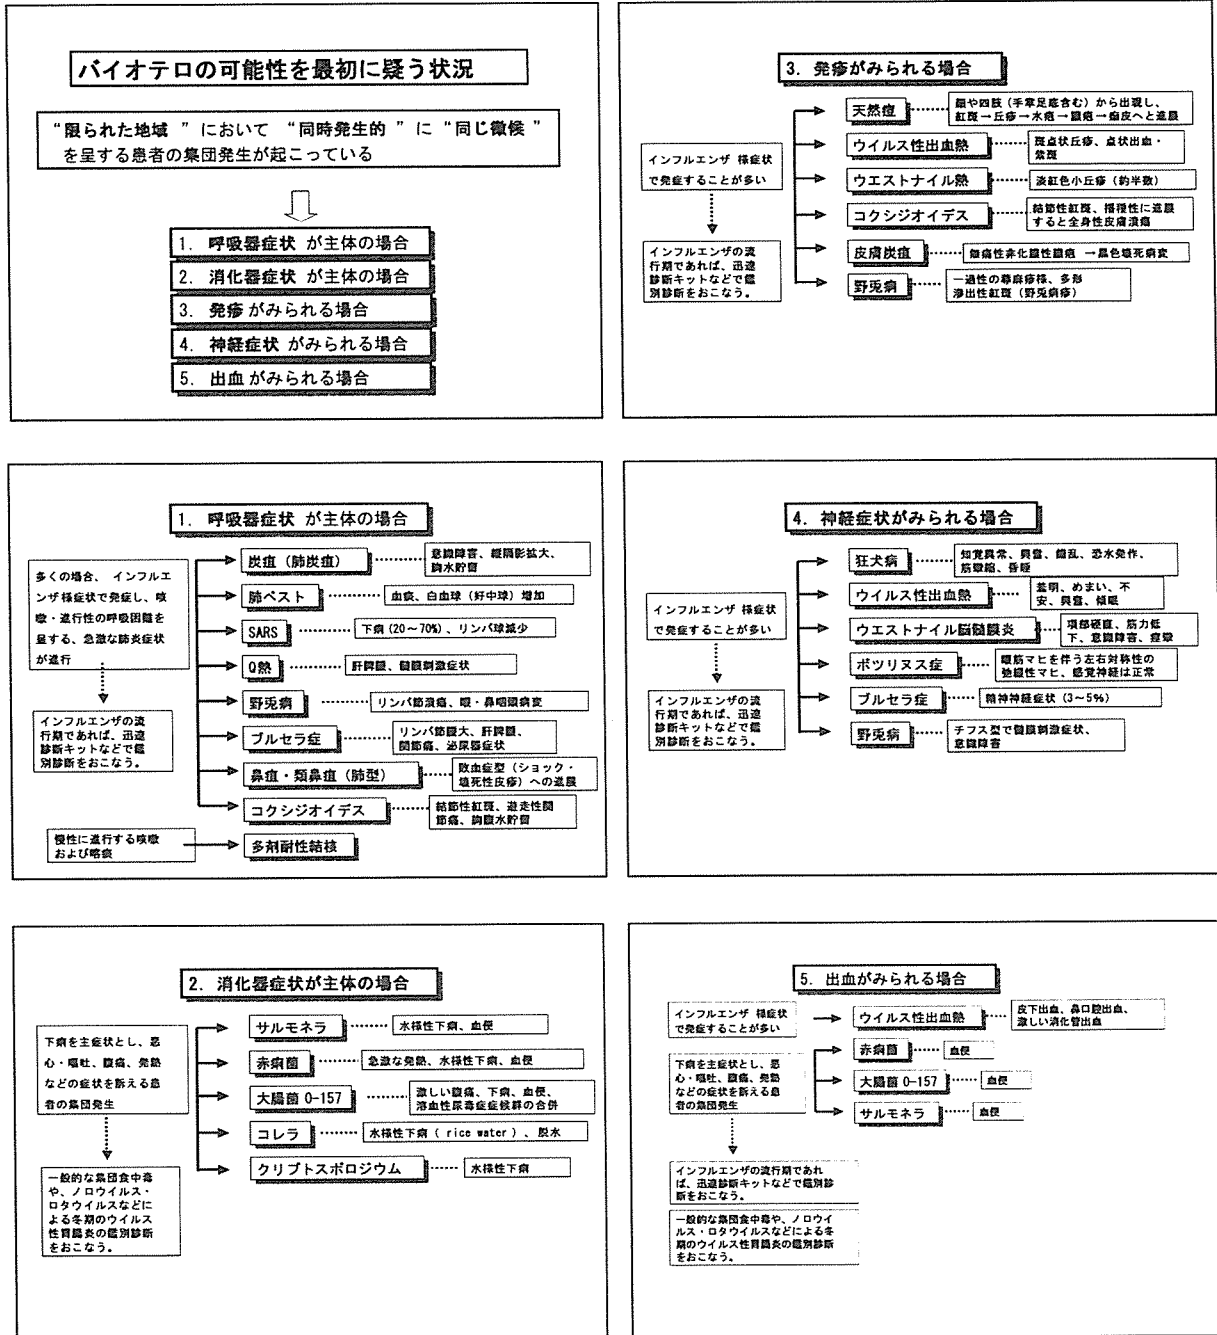 バイオテロの可能性を最初に疑う状況
“限られた地域 ”において “同時発生的 ”に“同じ徴候 ”
を呈する患者の集団発生が起こっている
1. 呼吸器症状 が主体の場合
2. 消化器症状 が主体の場合
3. 発疹がみられる場合
4. 神経症状 がみられる場合
5. 出血 がみられる場合
1. 呼吸器症状 が主体の場合
多くの場合、 インフルエ
ンザ様症状で発症し、咳
嗽・進行性の呼吸困難を
呈する、急激な肺炎症状
が進行
インフルエンザの流
行期であれば、迅速
診断キットなどで鑑
別診断をおこなう。
炭疽（肺炭疽）
意識障害、縦隔影拡大、
胸水貯留
肺ペスト
血痰、白血球（好中球）増加
SARS
下痢(20～70%)、リンパ球減少
Q熱
肝脾腫、髄膜刺激症状
野兎病
リンパ節潰瘍、眼・鼻咽頭病変
ブルセラ症
リンパ節腫大、肝脾腫、
関節痛、泌尿器症状
鼻疽・類鼻疽（肺型）
敗血症型（ショック・
壊死性皮疹）への進展
コクシジオイデス
結節性紅斑、遊走性関
節痛、胸腹水貯留
慢性に進行する咳嗽
および喀痰
多剤耐性結核
2. 消化器症状が主体の場合
下痢を主症状とし、悪
心・嘔吐、腹痛、発熱
などの症状を訴える患
者の集団発生
一般的な集団食中毒
や、ノロウイルス・
ロタウイルスなどに
よる冬期のウイルス
性胃腸炎の鑑別診断
をおこなう。
サルモネラ
水様性下痢、血便
赤痢菌
急激な発熱、水様性下痢、血便
大腸菌 O-157
激しい腹痛、下痢、血便、
溶血性尿毒症症候群の合併
コレラ
水様性下痢 ( rice water ) 、脱水
クリプトスポロジウム
水様性下痢
3. 発疹がみられる場合
インフルエンザ 様症状
で発症することが多い
インフルエンザの流
行期であれば、迅速
診断キットなどで鑑
別診断をおこなう。
天然痘
顔や四肢（手掌足底含む）から出現し、
紅斑→丘疹→水疱→膿疱→痂皮へと進展
ウイルス性出血熱
斑点状丘疹、点状出血・
紫斑
ウエストナイル熱
淡紅色小丘疹（約半数）
コクシジオイデス
結節性紅斑、播種性に進展
すると全身性皮膚潰瘍
皮膚炭疽
無痛性非化膿性膿疱 →黒色壊死病変
野兎病
一過性の蕁麻疹様、多形
滲出性紅斑（野兎病疹）
4. 神経症状がみられる場合
インフルエンザ 様症状
で発症することが多い
インフルエンザの流
行期であれば、迅速
診断キットなどで鑑
別診断をおこなう。
狂犬病
知覚異常、興奮、錯乱、恐水発作、
筋攣縮、昏睡
ウイルス性出血熱
羞明、めまい、不
安、興奮、傾眠
ウエストナイル脳髄膜炎
項部硬直、筋力低
下、意識障害、痙攣
ボツリヌス症
眼筋マヒを伴う左右対称性の
弛緩性マヒ、感覚神経は正常
ブルセラ症
精神神経症状（3～5%）
野兎病
チフス型で髄膜刺激症状、
意識障害
5. 出血がみられる場合
インフルエンザ 様症状
で発症することが多い
ウイルス性出血熱
皮下出血、鼻口腔出血、
激しい消化管出血
下痢を主症状とし、悪
心・嘔吐、腹痛、発熱
などの症状を訴える患
者の集団発生
赤痢菌
血便
大腸菌 O-157
血便
サルモネラ
血便
インフルエンザの流行期であれ
ば、迅速診断キットなどで鑑別診
断をおこなう。
一般的な集団食中毒や、ノロウイ
ルス・ロタウイルスなどによる冬
期のウイルス性胃腸炎の鑑別診断
をおこなう。